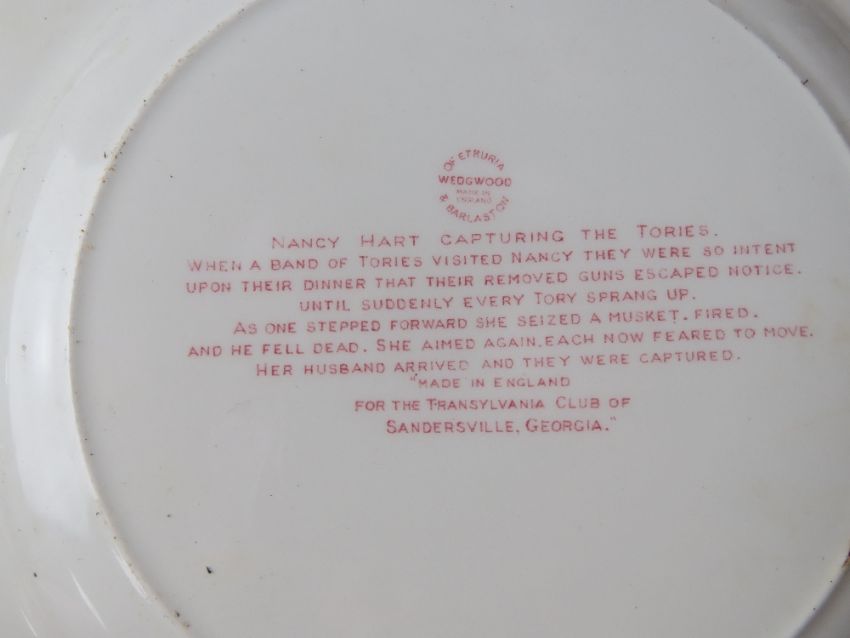 OF ETRURIA
WEDGWOOD
MADE IN
ENGLAND
& BARLASTON
NANCY HART CAPTURING THE TORIES.
WHEN A BAND OF TORIES VISITED NANCY THEY WERE SO INTENT
UPON THEIR DINNER THAT THEIR REMOVED GUNS ESCAPED NOTICE.
UNTIL SUDDENLY EVERY TORY SPRANG UP.
AS ONE STEPPED FORWARD SHE SEIZED A MUSKET. FIRED.
AND HE FELL DEAD. SHE AIMED AGAIN. EACH NOW FEARED TO MOVE.
HER HUSBAND ARRIVED AND THEY WERE CAPTURED.
"MADE IN ENGLAND
FOR THE TRANSYLVANIA CLUB OF
SANDERSVILLE, GEORGIA."